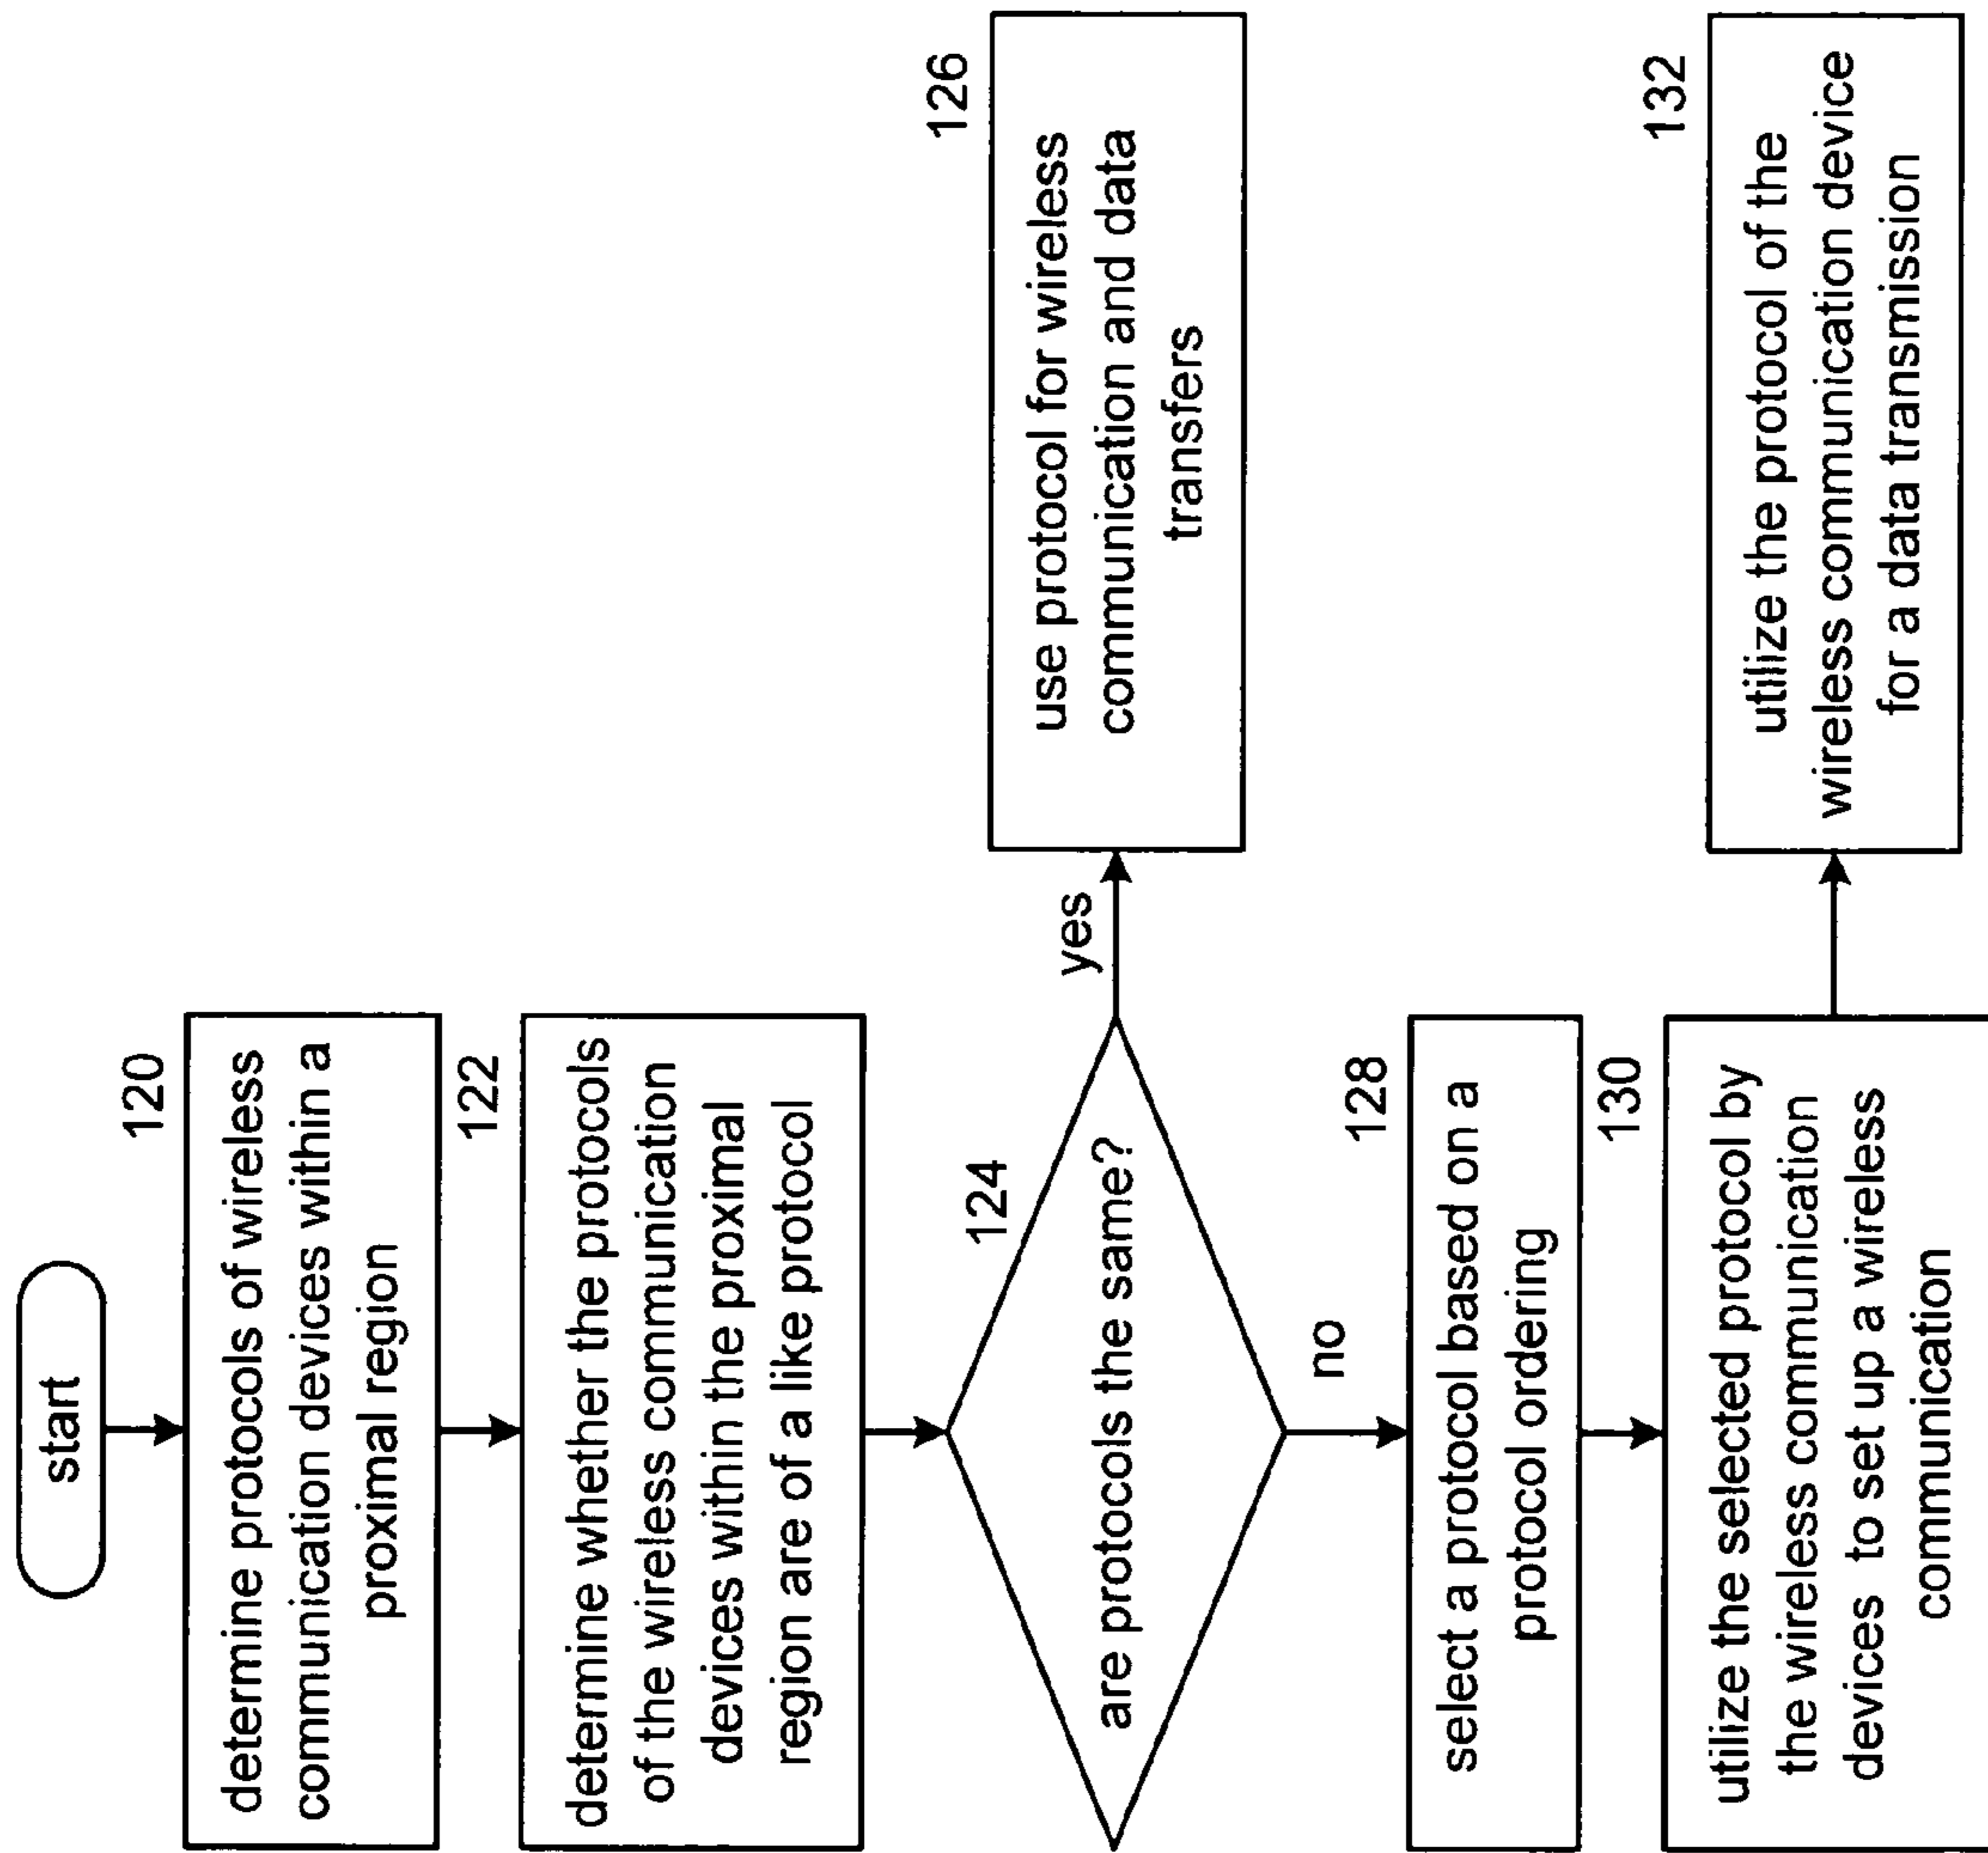 start
120
determine protocols of wireless
communication devices within a
proximal region
122
determine whether the protocols
of the wireless communication
devices within the proximal
region are of a like protocol
124
are protocols the same?
yes
126
use protocol for wireless
communication and data
transfers
no
128
select a protocol based on a
protocol ordering
130
utilize the selected protocol by
the wireless communication
devices to set up a wireless
communication
132
utilize the protocol of the
wireless communication device
for a data transmission